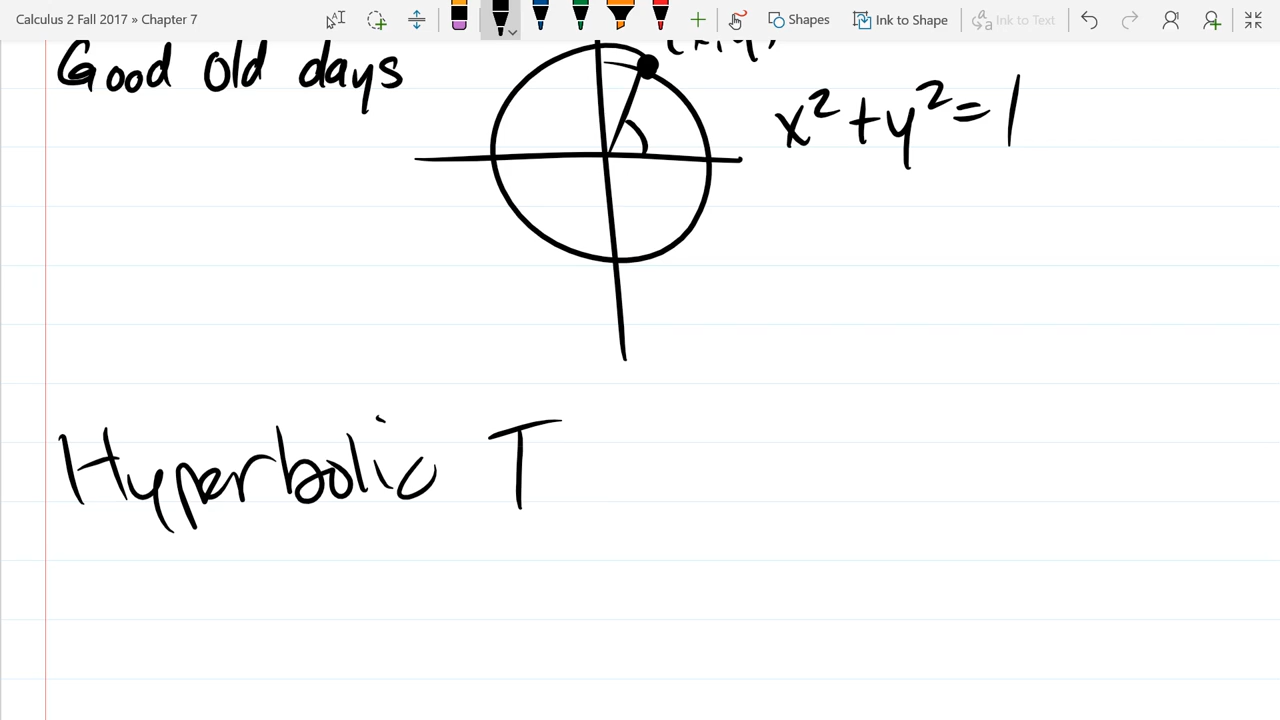 Calculus 2 Fall 2017 » Chapter 7
Shapes
Ink to Shape
Ink to Text
Good old days
x²+y²=1
Hyperbolic T